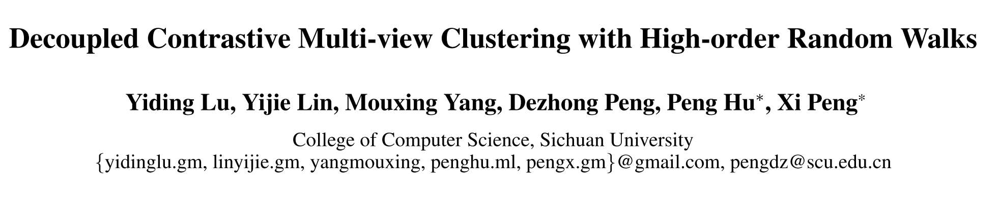 Decoupled Contrastive Multi-view Clustering with High-order Random Walks
Yiding Lu, Yijie Lin, Mouxing Yang, Dezhong Peng, Peng Hu*, Xi Peng*
College of Computer Science, Sichuan University
{yidinglu.gm, linyijie.gm, yangmouxing, penghu.ml, pengx.gm}@gmail.com, pengdz@scu.edu.cn